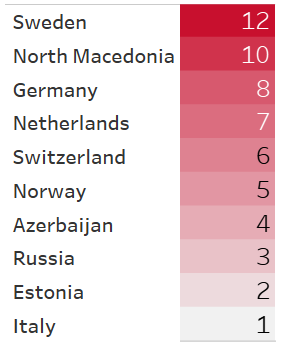 Sweden 12
North Macedonia 10
Germany 8
Netherlands 7
Switzerland 6
Norway 5
Azerbaijan 4
Russia 3
Estonia 2
Italy 1